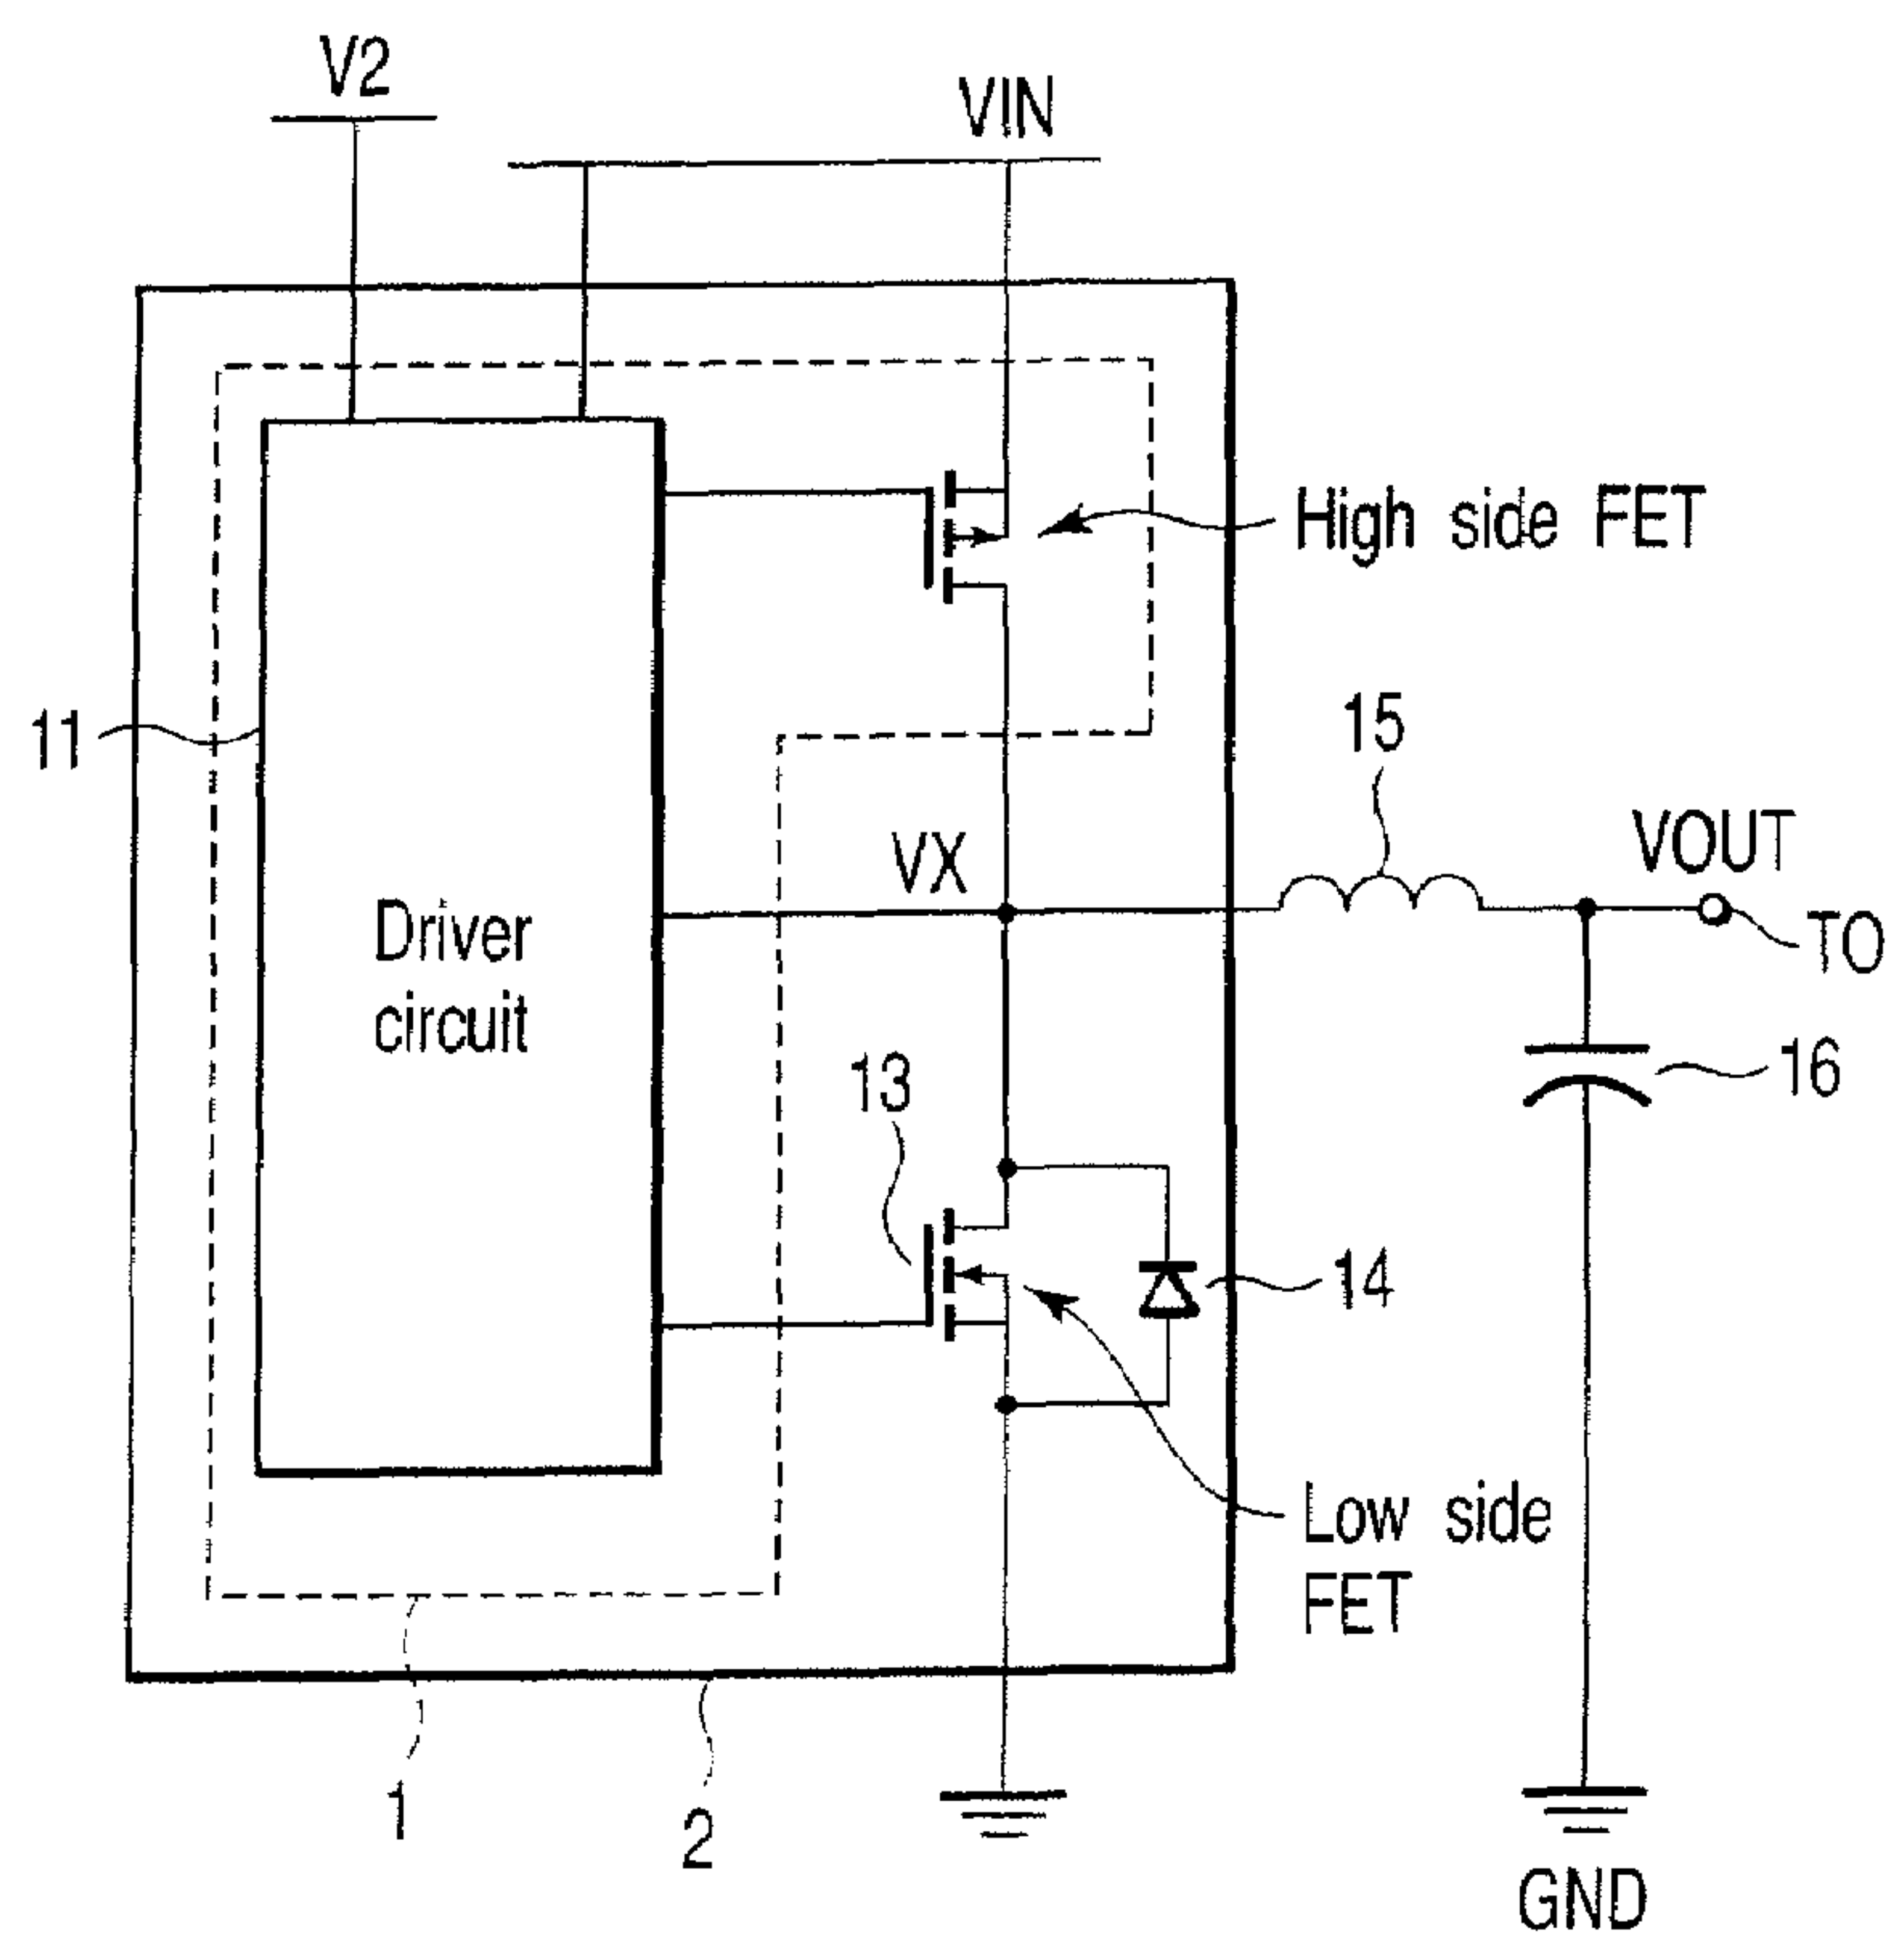 V2
VIN
High side FET
11
15
VX
VOUT
TO
Driver
circuit
13
16
14
Low side
FET
1
2
GND